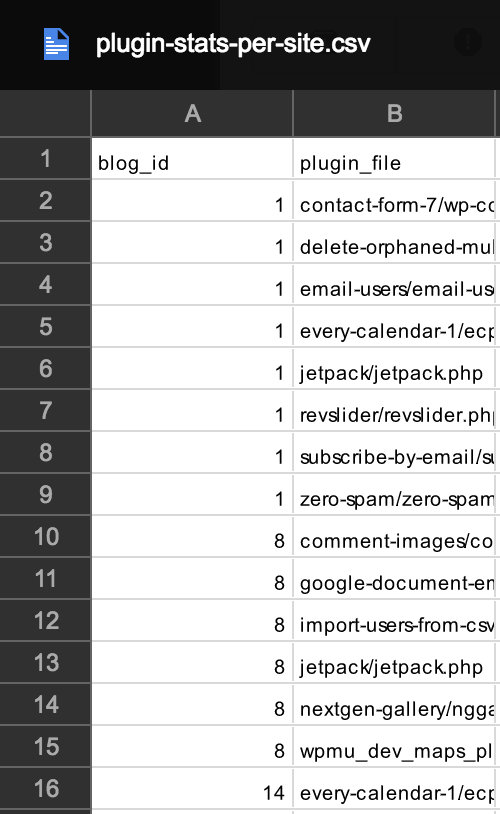 plugin-stats-per-site.csv
A B
1 blog_id plugin_file
2 1 contact-form-7/wp-co
3 1 delete-orphaned-mul
4 1 email-users/email-us
5 1 every-calendar-1/ecp
6 1 jetpack/jetpack.php
7 1 revslider/revslider.ph
8 1 subscribe-by-email/s
9 1 zero-spam/zero-spam
10 8 comment-images/co
11 8 google-document-em
12 8 import-users-from-csv
13 8 jetpack/jetpack.php
14 8 nextgen-gallery/ngga
15 8 wpmu_dev_maps_pl
16 14 every-calendar-1/ecp